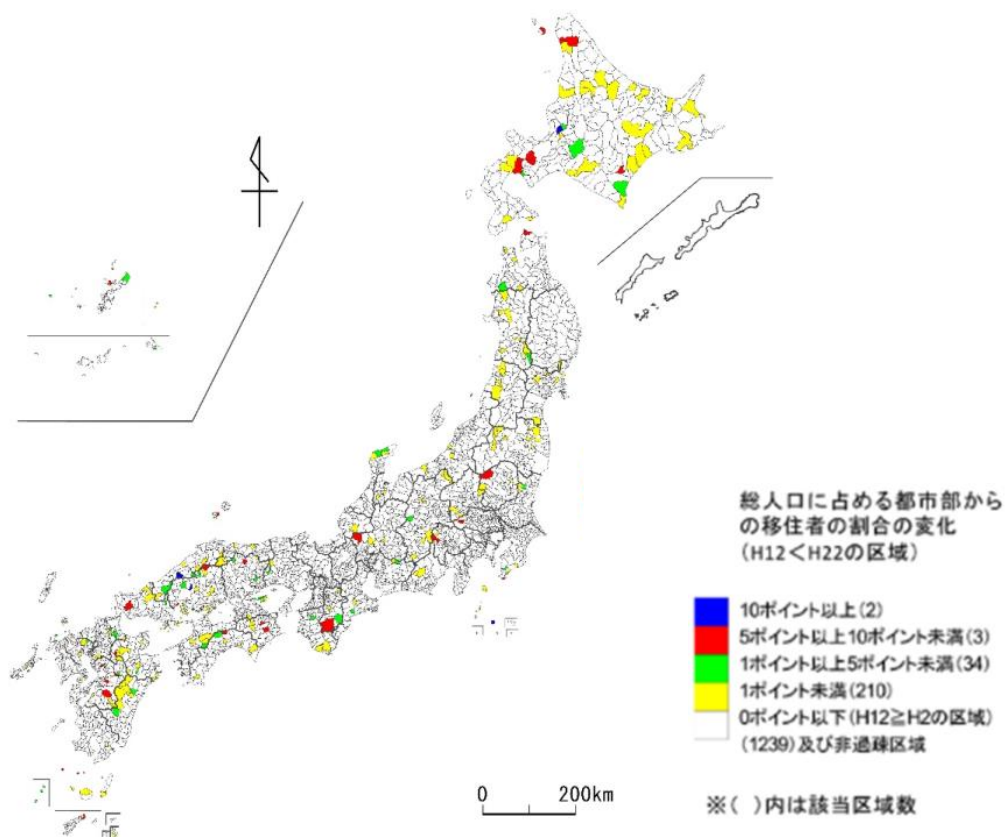 総人口に占める都市部から
の移住者の割合の変化
(H12<H22の区域)
10ポイント以上(2)
5ポイント以上10ポイント未満(3)
1ポイント以上5ポイント未満(34)
1ポイント未満(210)
0ポイント以下(H12≧H2の区域)
(1239)及び非過疎区域
0 200km
※( )内は該当区域数